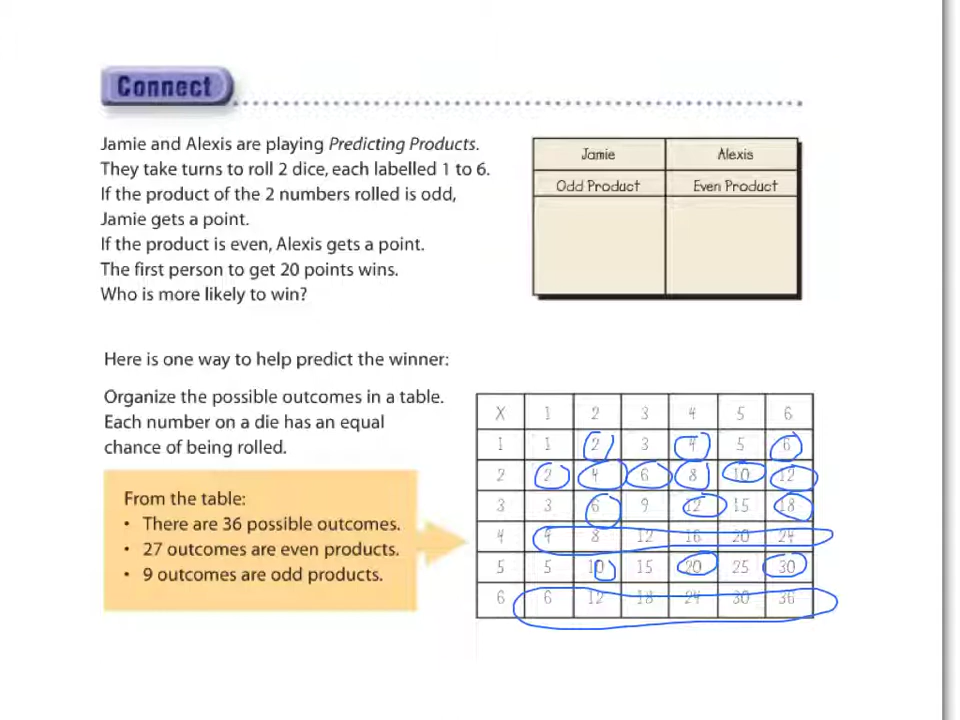 Connect
Jamie and Alexis are playing Predicting Products.
They take turns to roll 2 dice, each labelled 1 to 6.
If the product of the 2 numbers rolled is odd,
Jamie gets a point.
If the product is even, Alexis gets a point.
The first person to get 20 points wins.
Who is more likely to win?
Jamie Alexis
Odd Product Even Product
Here is one way to help predict the winner:
Organize the possible outcomes in a table.
Each number on a die has an equal
chance of being rolled.
From the table:
• There are 36 possible outcomes.
• 27 outcomes are even products.
• 9 outcomes are odd products.
X 1 2 3 4 5 6
1 1 2 3 4 5 6
2 2 4 6 8 10 12
3 3 6 9 12 15 18
4 4 8 12 16 20 24
5 5 10 15 20 25 30
6 6 12 18 24 30 36